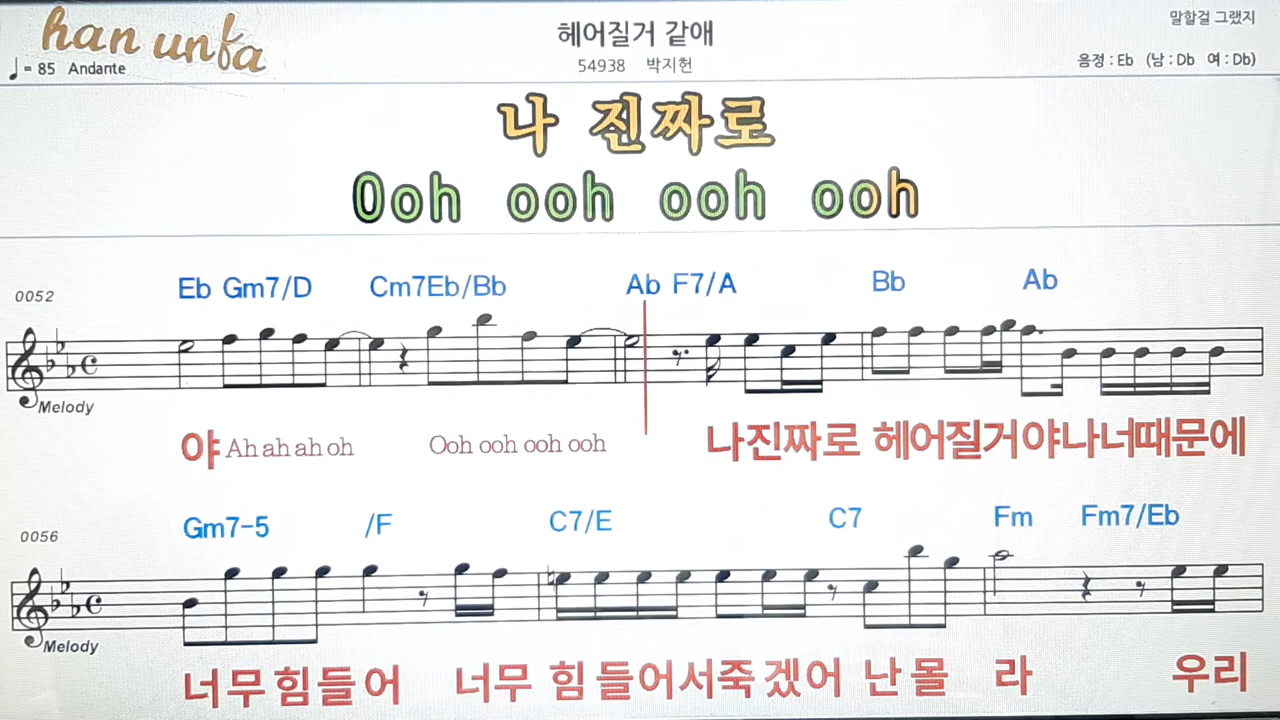 han unfa
헤어질거 같애
말할걸 그랬지
♩= 85 Andante
54938 박지헌
음정 : Eb (남 : Db 여 : Db)
나 진짜로
Ooh ooh ooh ooh
0052
Eb Gm7/D Cm7Eb/Bb Ab F7/A Bb Ab
Melody
야 Ah ah ah oh Ooh ooh ooh ooh 나진짜로 헤어질거야나너때문에
0056
Gm7-5 /F C7/E C7 Fm Fm7/Eb
Melody
너무힘들어 너무 힘들어서죽겠어 난몰 라 우리